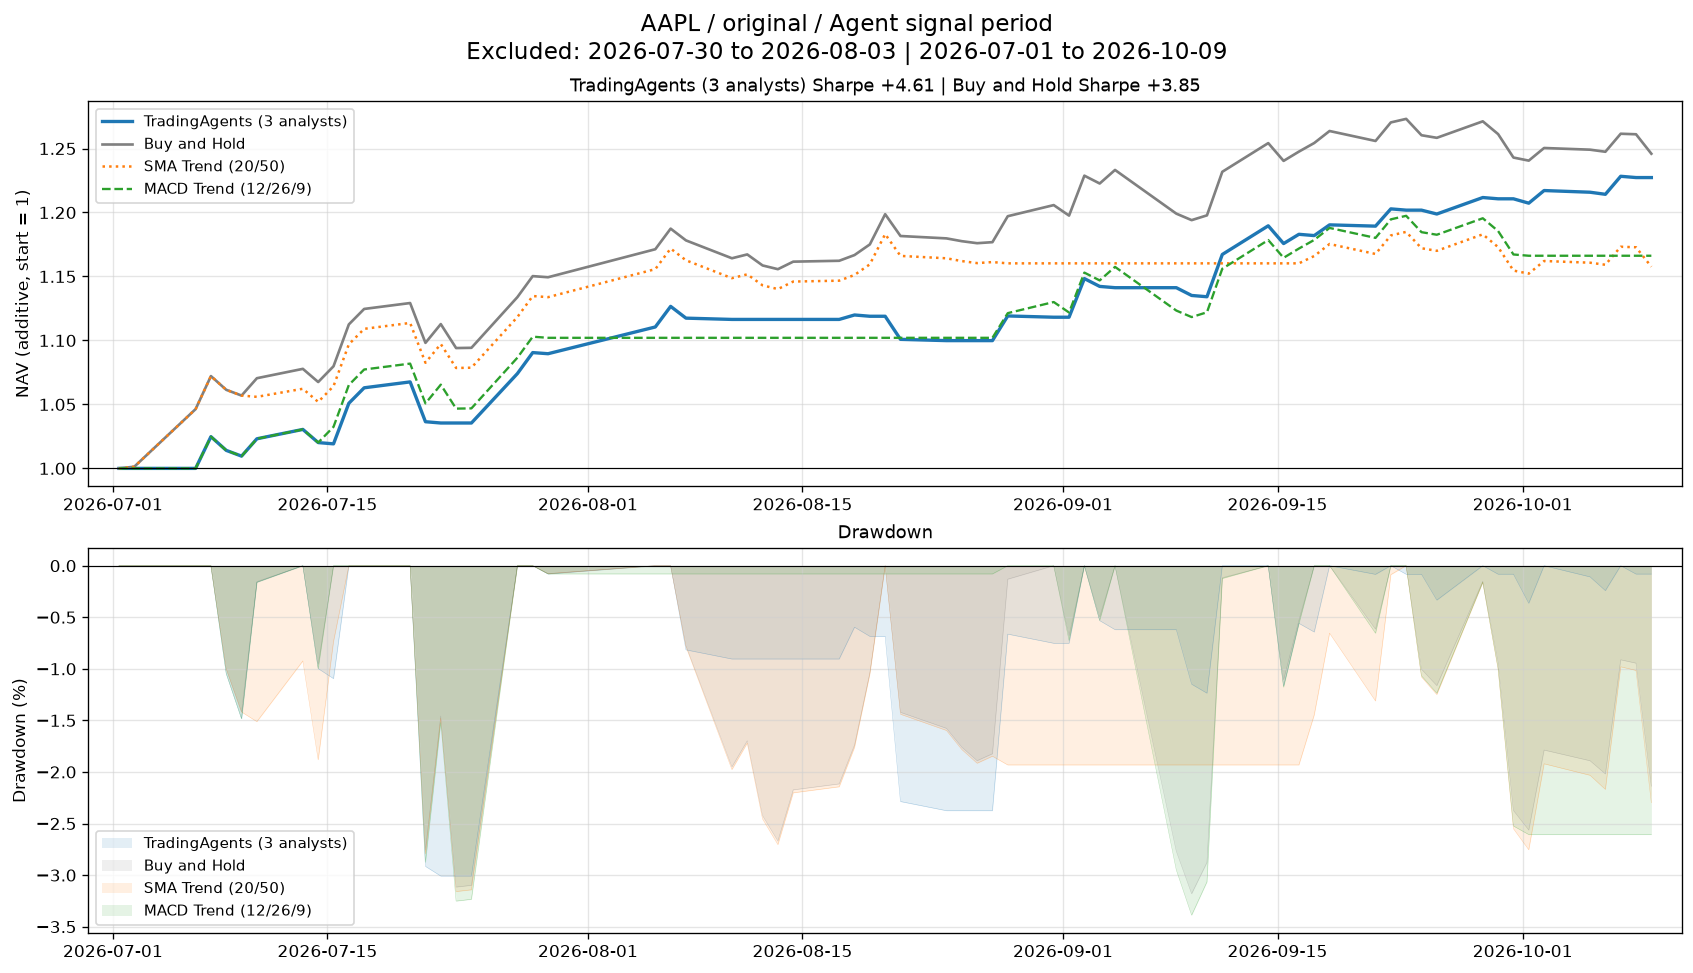 AAPL / original / Agent signal period
Excluded: 2026-07-30 to 2026-08-03 | 2026-07-01 to 2026-10-09
TradingAgents (3 analysts) Sharpe +4.61 | Buy and Hold Sharpe +3.85
TradingAgents (3 analysts)
Buy and Hold
SMA Trend (20/50)
MACD Trend (12/26/9)
NAV (additive, start = 1)
1.25
1.20
1.15
1.10
1.05
1.00
2026-07-01
2026-07-15
2026-08-01
2026-08-15
2026-09-01
2026-09-15
2026-10-01
Drawdown
Drawdown (%)
0.0
−0.5
−1.0
−1.5
−2.0
−2.5
−3.0
−3.5
TradingAgents (3 analysts)
Buy and Hold
SMA Trend (20/50)
MACD Trend (12/26/9)
2026-07-01
2026-07-15
2026-08-01
2026-08-15
2026-09-01
2026-09-15
2026-10-01